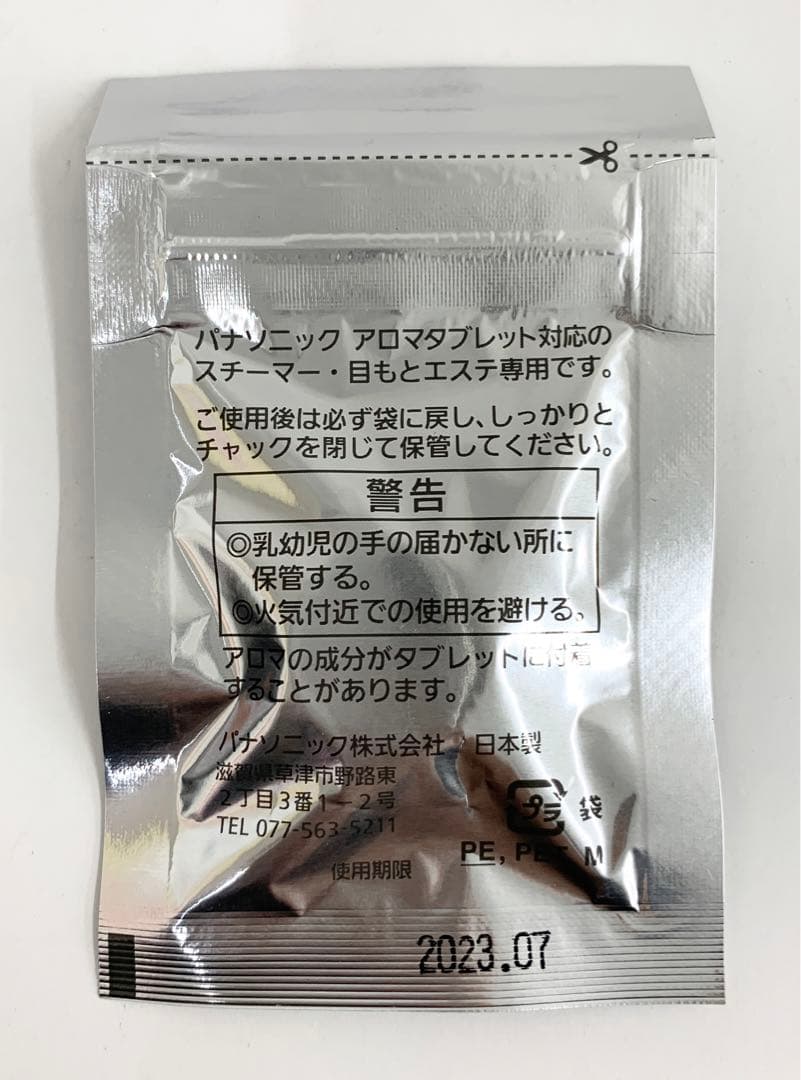 パナソニック アロマタブレット対応の
スチーマー・目もとエステ専用です。
ご使用後は必ず袋に戻し、しっかりと
チャックを閉じて保管してください。
警告
◎乳幼児の手の届かない所に
保管する。
◎火気付近での使用を避ける。
アロマの成分がタブレットに付着
することがあります。
パナソニック株式会社 日本製
滋賀県草津市野路東
2丁目3番1－2号
TEL 077-563-5211
プラ 袋
PE, PET, M
使用期限
2023.07